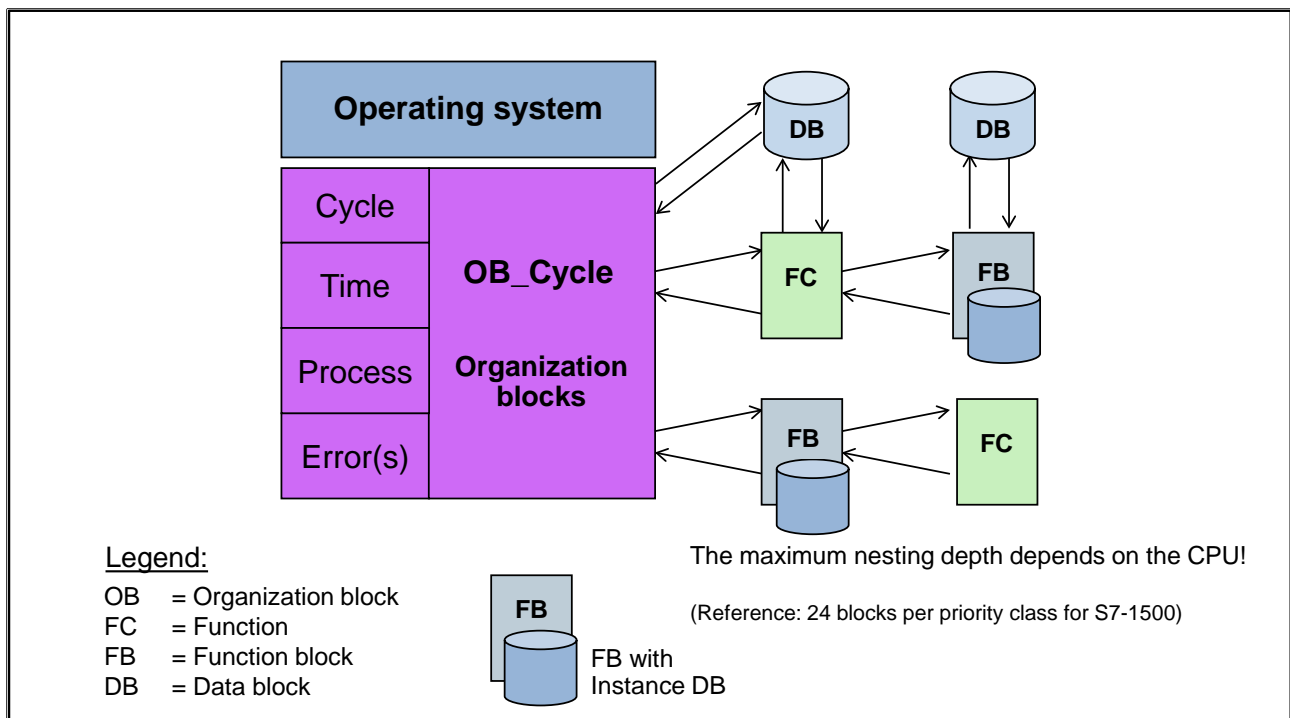 Operating system
DB
DB
Cycle
Time
Process
Error(s)
OB_Cycle
Organization
blocks
FC
FB
FB
FC
Legend:
OB = Organization block
FC = Function
FB = Function block
DB = Data block
FB
FB with
Instance DB
The maximum nesting depth depends on the CPU!
(Reference: 24 blocks per priority class for S7-1500)